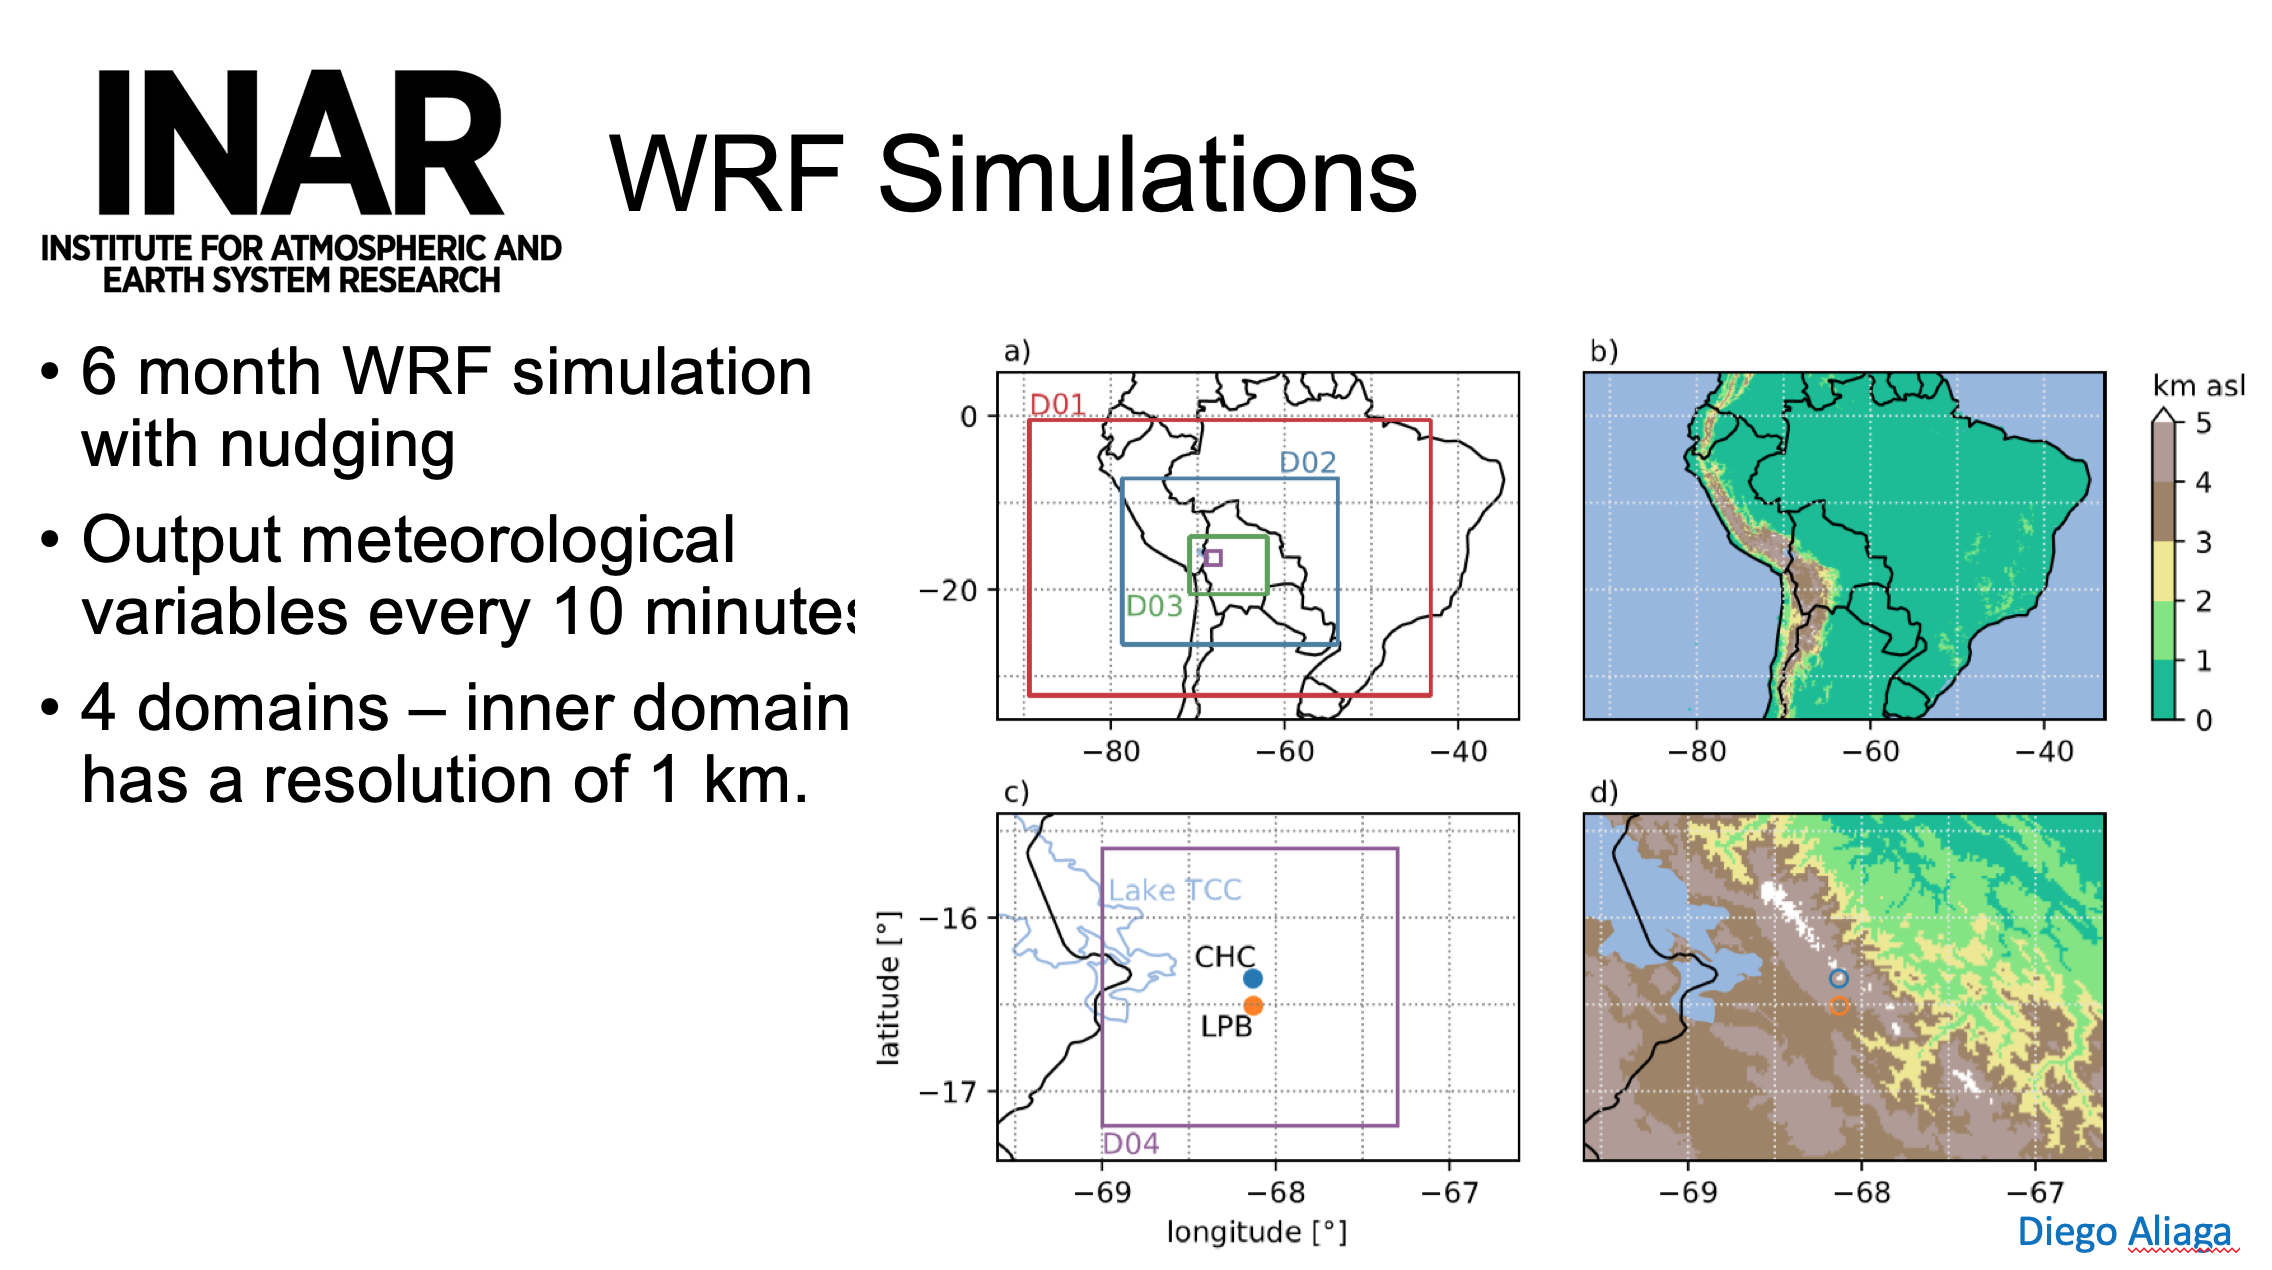 INAR
INSTITUTE FOR ATMOSPHERIC AND
EARTH SYSTEM RESEARCH
WRF Simulations
• 6 month WRF simulation
with nudging
• Output meteorological
variables every 10 minutes
• 4 domains – inner domain
has a resolution of 1 km.
a)
D01
D02
D03
0
−20
−80
−60
−40
b)
−80
−60
−40
km asl
5
4
3
2
1
0
c)
Lake TCC
CHC
LPB
D04
latitude [°]
−16
−17
−69
−68
−67
longitude [°]
d)
−69
−68
−67
Diego Aliaga